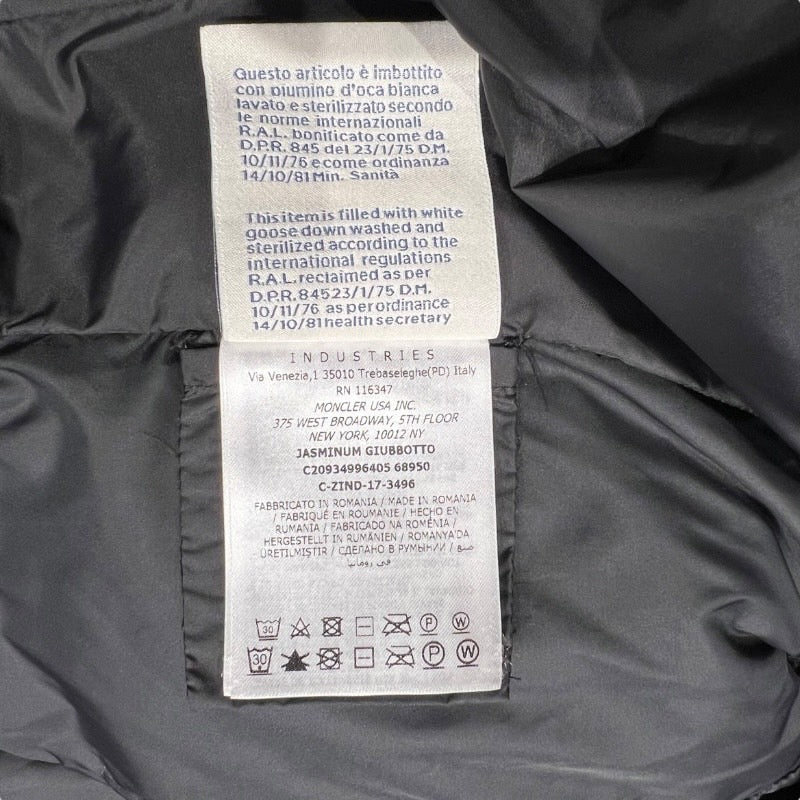 Questo articolo è imbottito
con piumino d'oca bianca
lavato e sterilizzato secondo
le norme internazionali
R.A.L. bonificato come da
D.P.R. 845 del 23/1/75 D.M.
10/11/76 e come ordinanza
14/10/81 Min. Sanità
This item is filled with white
goose down washed and
sterilized according to the
international regulations
R.A.L. reclaimed as per
D.P.R. 84523/1/75 D.M.
10/11/76 as per ordinance
14/10/81 health secretary
INDUSTRIES
Via Venezia,1 35010 Trebaseleghe(PD) Italy
RN 116347
MONCLER USA INC.
375 WEST BROADWAY, 5TH FLOOR
NEW YORK, 10012 NY
JASMINUM GIUBBOTTO
C20934996405 68950
C-ZIND-17-3496
FABBRICATO IN ROMANIA / MADE IN ROMANIA
/ FABRIQUÉ EN ROUMANIE / HECHO EN
RUMANIA / FABRICADO NA ROMÉNIA /
HERGESTELLT IN RUMÄNIEN / ROMANYA'DA
ÜRETILMIŞTIR / СДЕЛАНО В РУМЫНИИ / صنع
في رومانيا
30 P W
30 P W